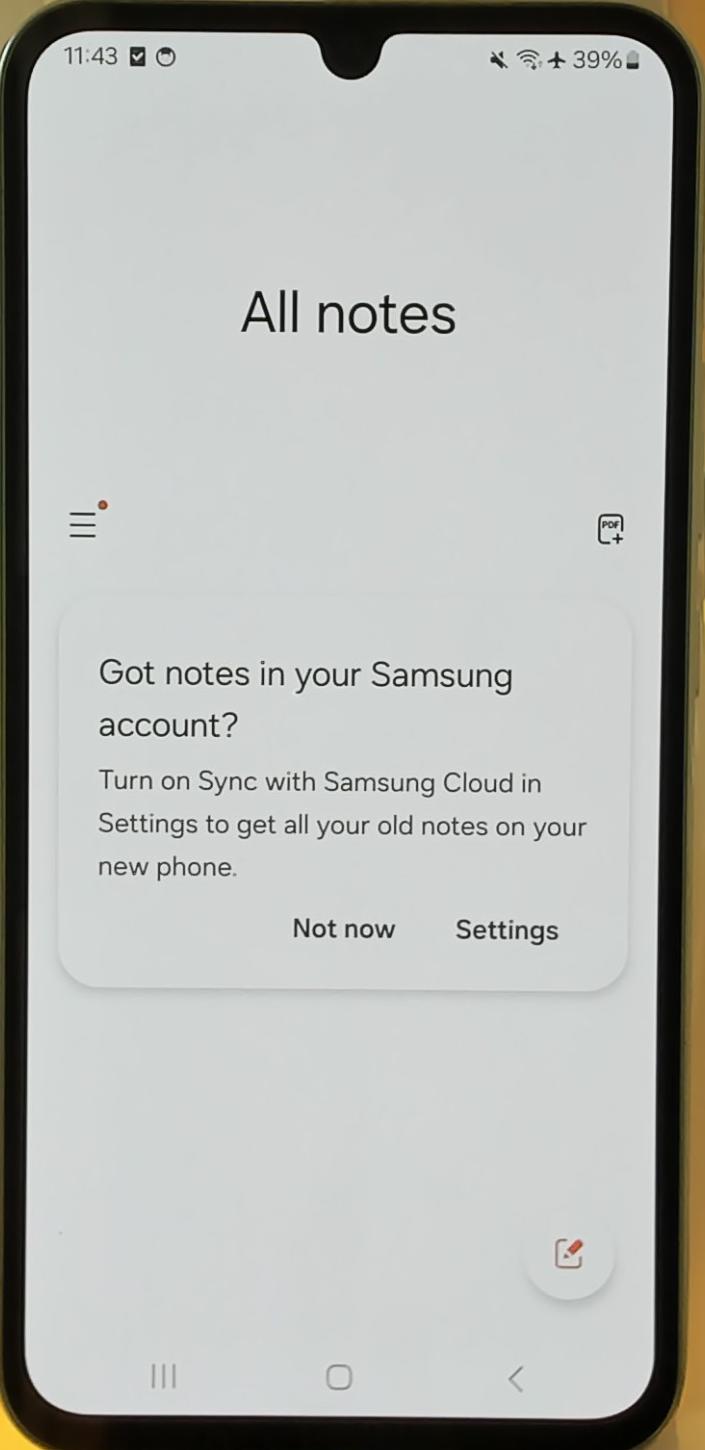 11:43 39%
All notes
PDF
Got notes in your Samsung
account?
Turn on Sync with Samsung Cloud in
Settings to get all your old notes on your
new phone.
Not now Settings